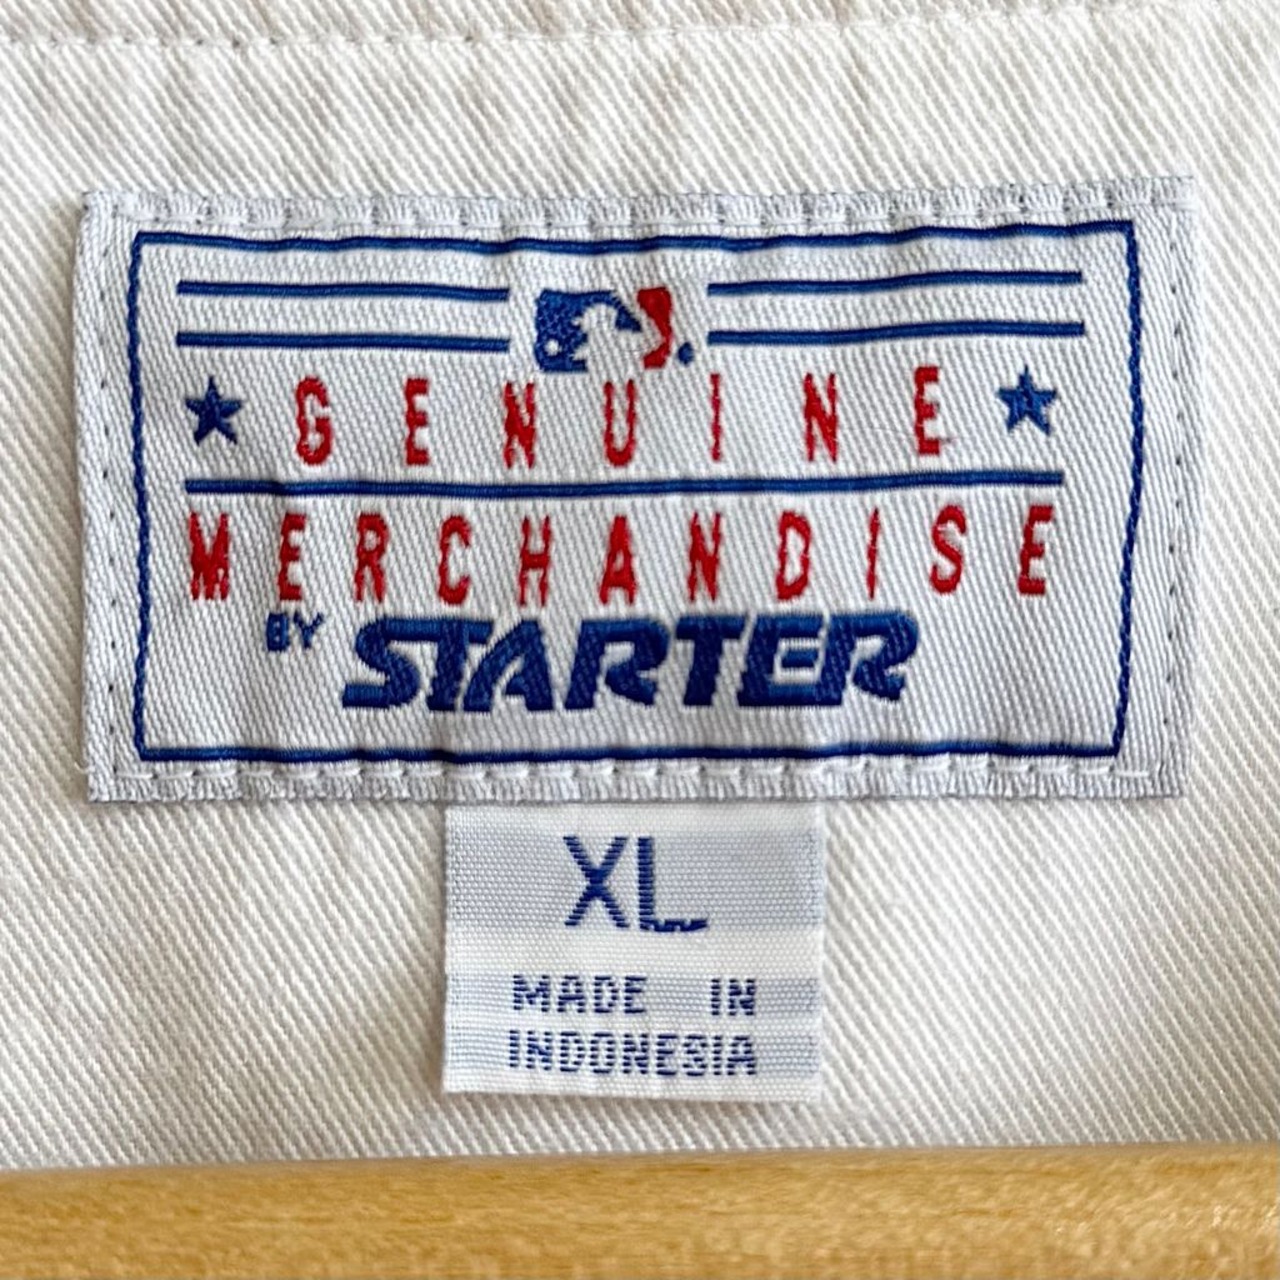 GENUINE
MERCHANDISE
BY STARTER
XL
MADE IN
INDONESIA